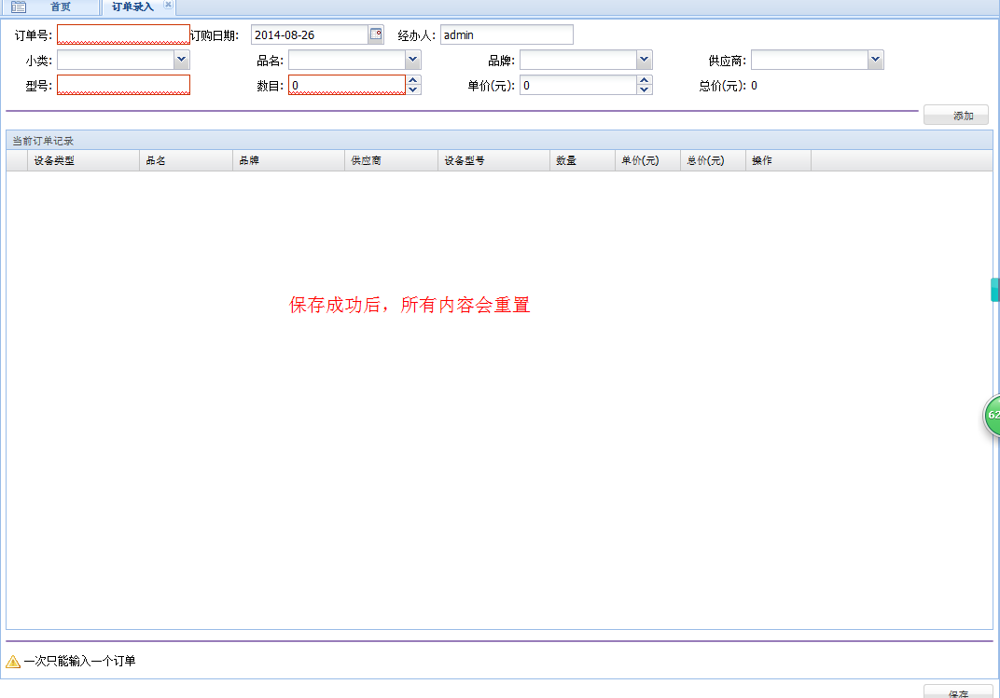 首页 订单录入
订单号: 订购日期: 2014-08-26 经办人: admin
小类: 品名: 品牌: 供应商:
型号: 数目: 0 单价(元): 0 总价(元): 0
添加
当前订单记录
设备类型 品名 品牌 供应商 设备型号 数量 单价(元) 总价(元) 操作
保存成功后，所有内容会重置
62
一次只能输入一个订单
保存